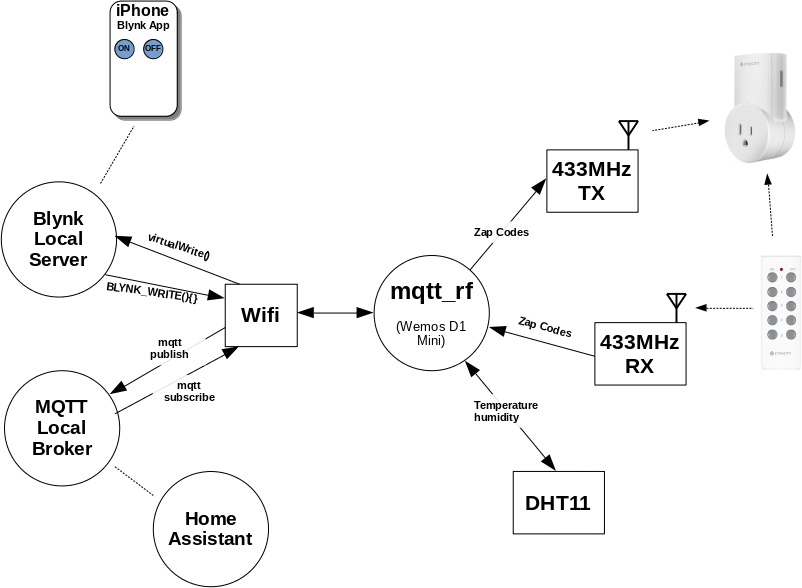 iPhone
Blynk App
ON
OFF
433MHz
TX
Blynk
Local
Server
virtualWrite()
BLYNK_WRITE(){}
Zap Codes
mqtt_rf
(Wemos D1
Mini)
Wifi
Zap Codes
433MHz
RX
mqtt
publish
mqtt
subscribe
MQTT
Local
Broker
Temperature
humidity
DHT11
Home
Assistant